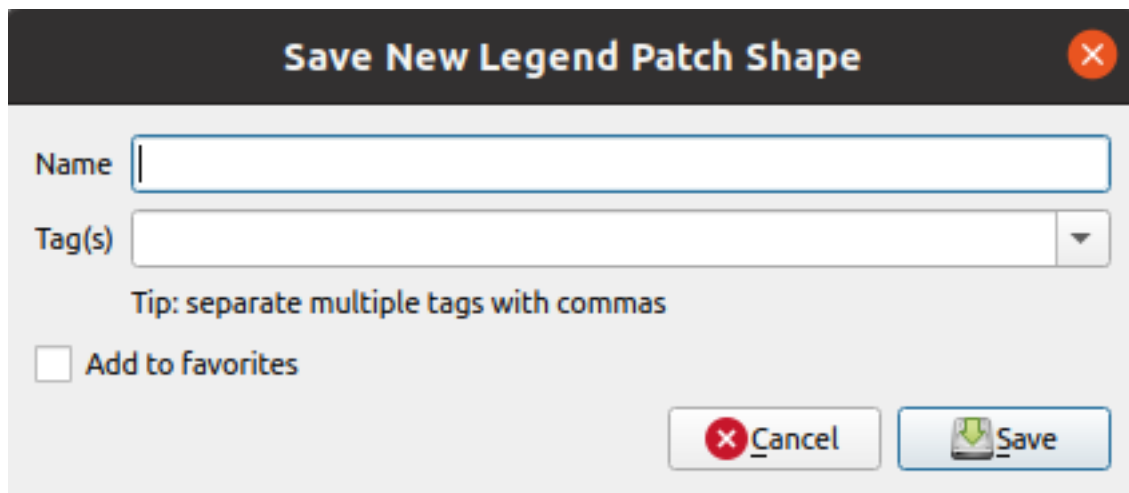 Save New Legend Patch Shape
Name
Tag(s)
Tip: separate multiple tags with commas
Add to favorites
Cancel
Save